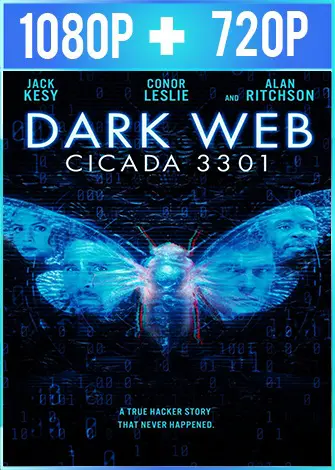 1080P + 720P
JACK KESY
CONOR LESLIE
AND ALAN RITCHSON
DARK WEB
CICADA 3301
A TRUE HACKER STORY
THAT NEVER HAPPENED.